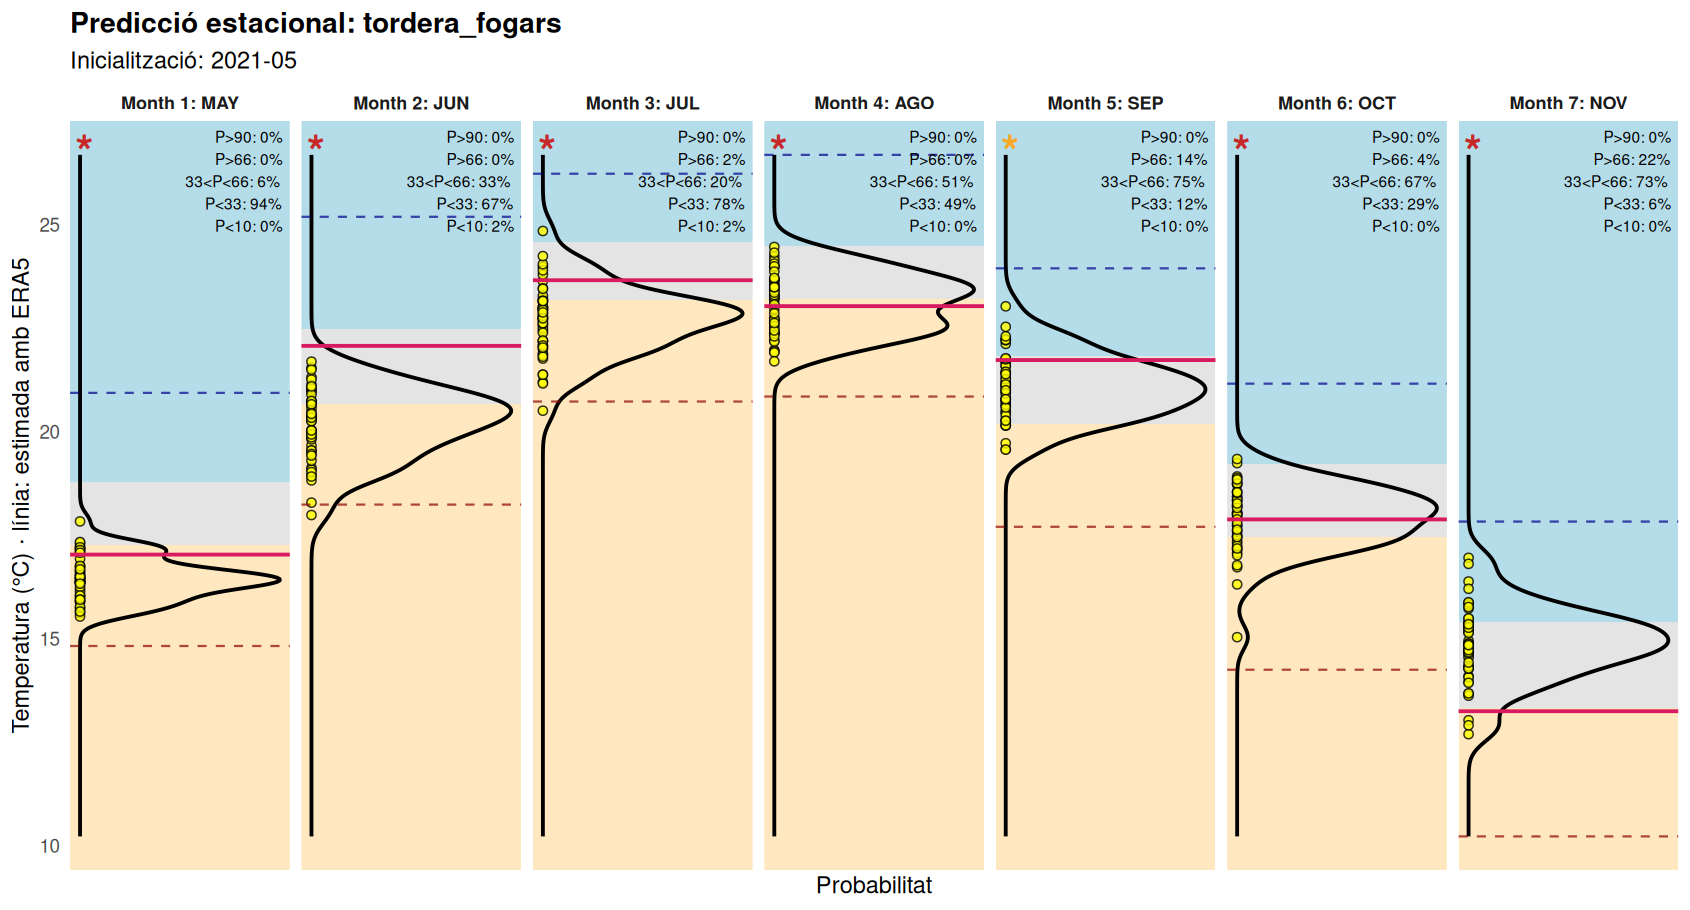 Predicció estacional: tordera_fogars
Inicialització: 2021-05
Month 1: MAY
Month 2: JUN
Month 3: JUL
Month 4: AGO
Month 5: SEP
Month 6: OCT
Month 7: NOV
*
P>90: 0%
P>66: 0%
33<P<66: 6%
P<33: 94%
P<10: 0%
*
P>90: 0%
P>66: 0%
33<P<66: 33%
P<33: 67%
P<10: 2%
*
P>90: 0%
P>66: 2%
33<P<66: 20%
P<33: 78%
P<10: 2%
*
P>90: 0%
P>66: 0%
33<P<66: 51%
P<33: 49%
P<10: 0%
*
P>90: 0%
P>66: 14%
33<P<66: 75%
P<33: 12%
P<10: 0%
*
P>90: 0%
P>66: 4%
33<P<66: 67%
P<33: 29%
P<10: 0%
*
P>90: 0%
P>66: 22%
33<P<66: 73%
P<33: 6%
P<10: 0%
25
20
15
10
Temperatura (°C) · línia: estimada amb ERA5
Probabilitat